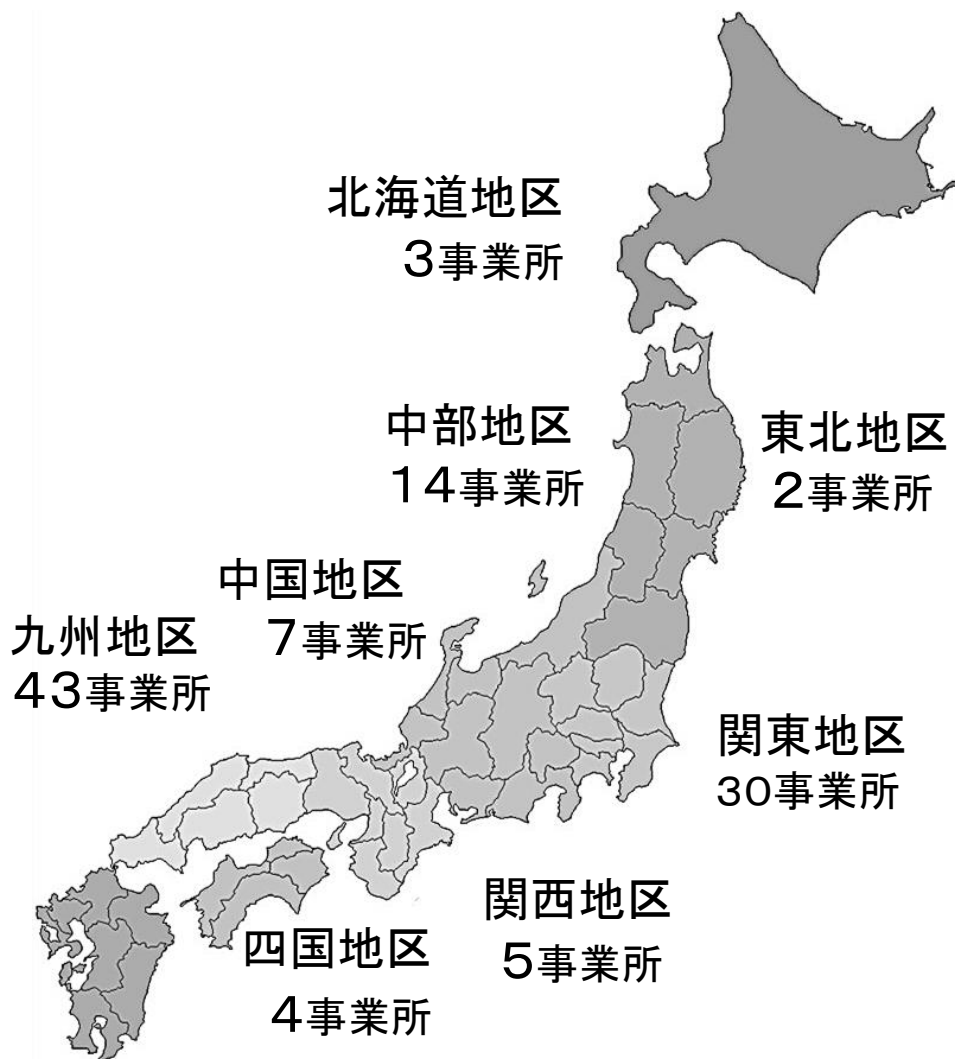 北海道地区
3事業所
中部地区
14事業所
東北地区
2事業所
中国地区
7事業所
九州地区
43事業所
関東地区
30事業所
関西地区
5事業所
四国地区
4事業所